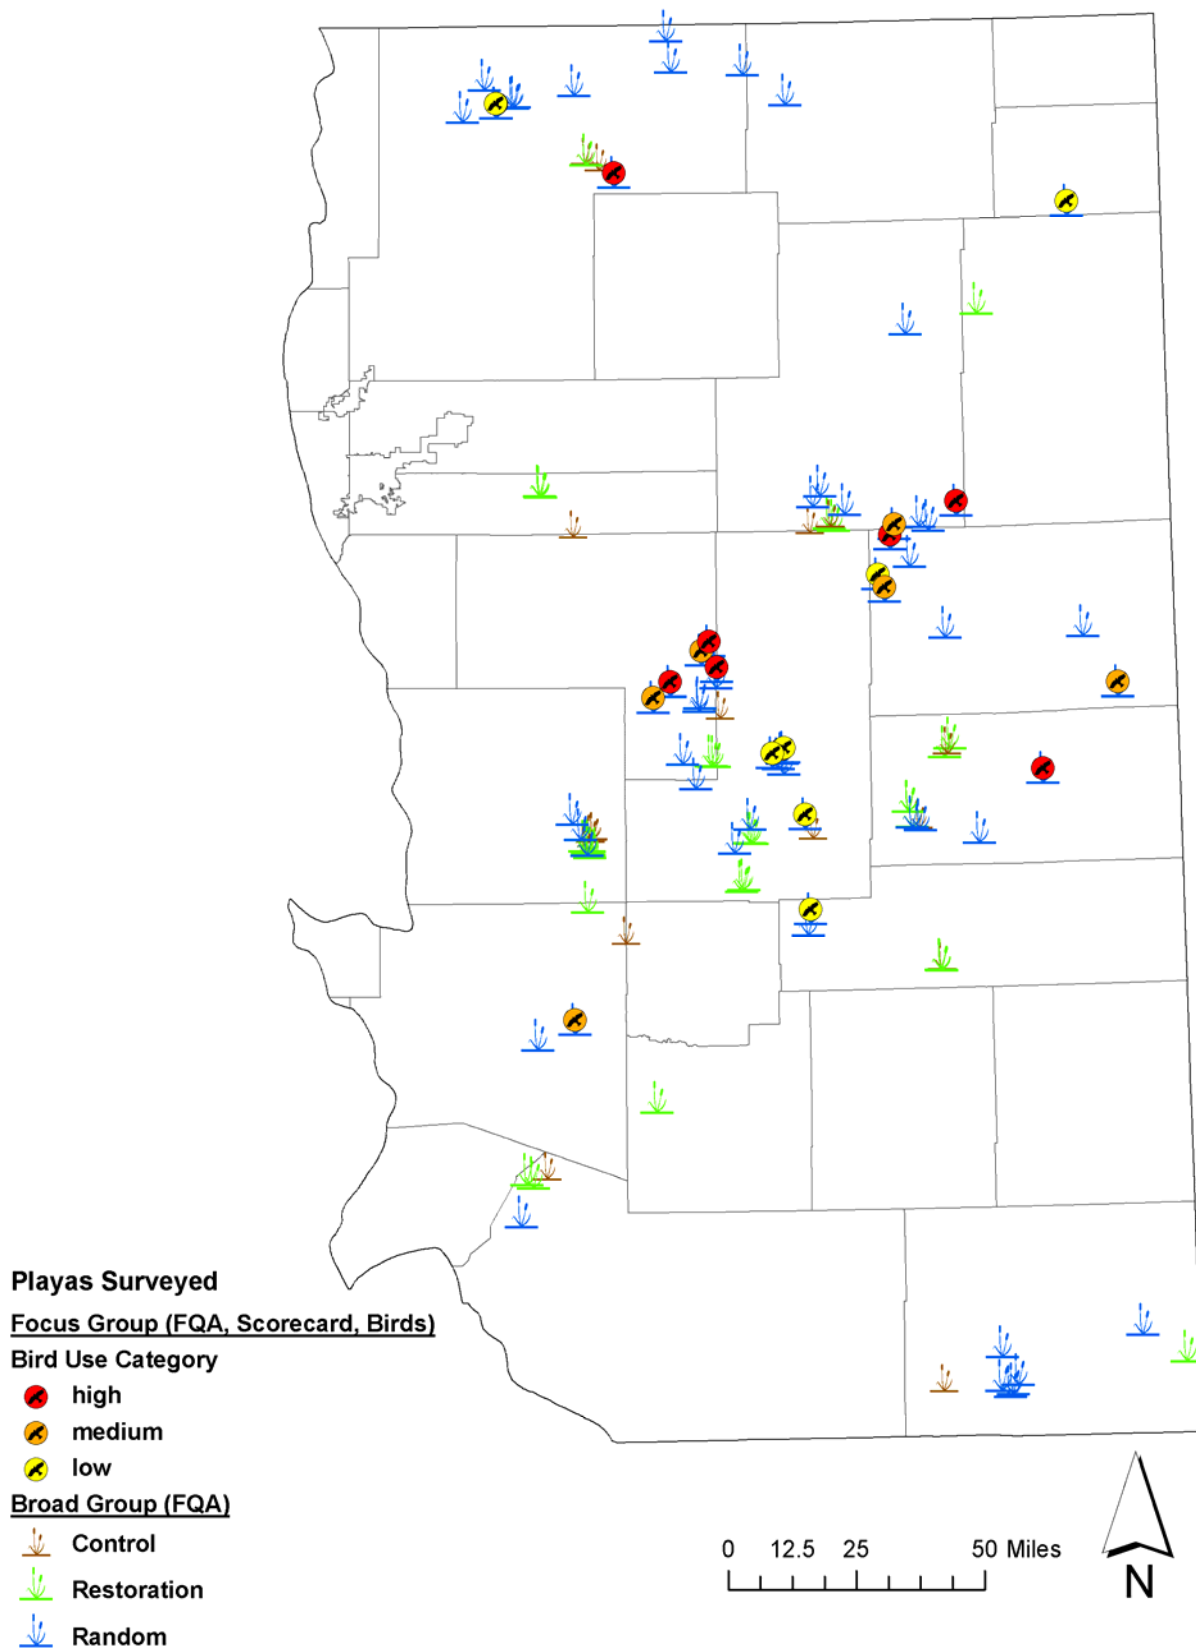 Playas Surveyed
Focus Group (FQA, Scorecard, Birds)
Bird Use Category
high
medium
low
Broad Group (FQA)
Control
Restoration
Random
0 12.5 25 50 Miles
N